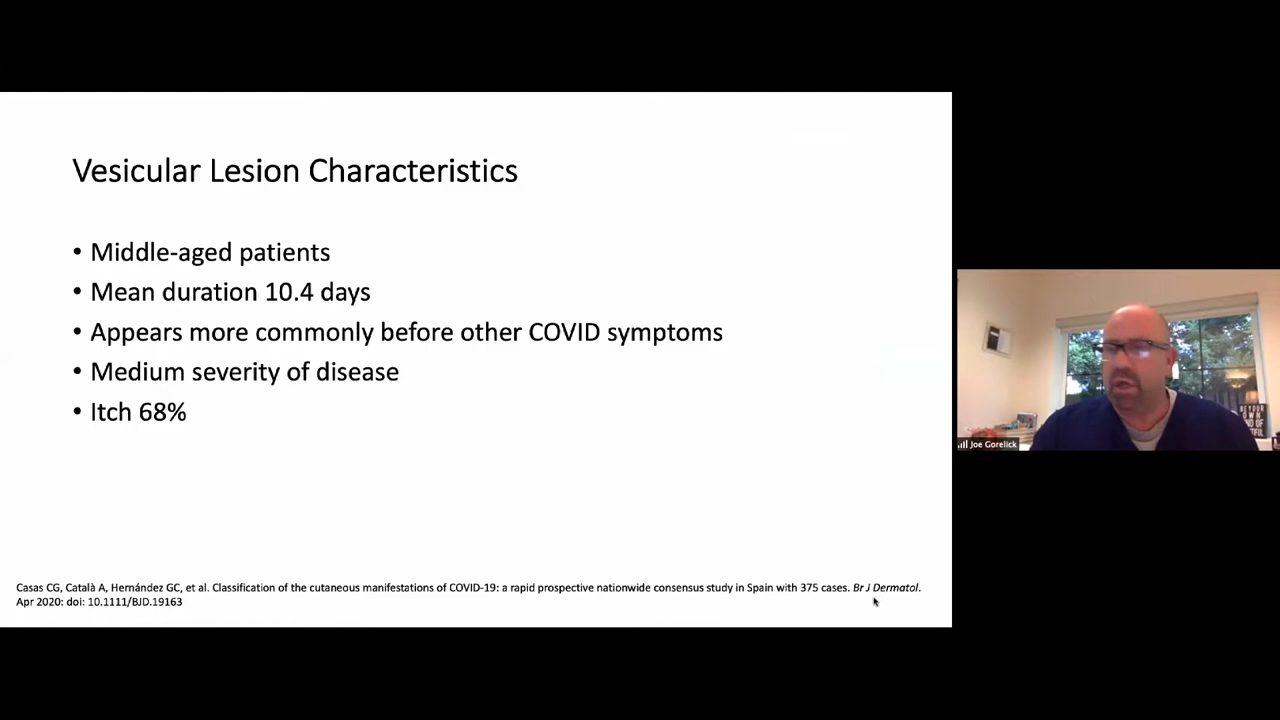 Vesicular Lesion Characteristics
• Middle-aged patients
• Mean duration 10.4 days
• Appears more commonly before other COVID symptoms
• Medium severity of disease
• Itch 68%
Casas CG, Català A, Hernández GC, et al. Classification of the cutaneous manifestations of COVID-19: a rapid prospective nationwide consensus study in Spain with 375 cases. Br J Dermatol.
Apr 2020: doi: 10.1111/BJD.19163
Joe Gorelick
YOUR
OWN
OF